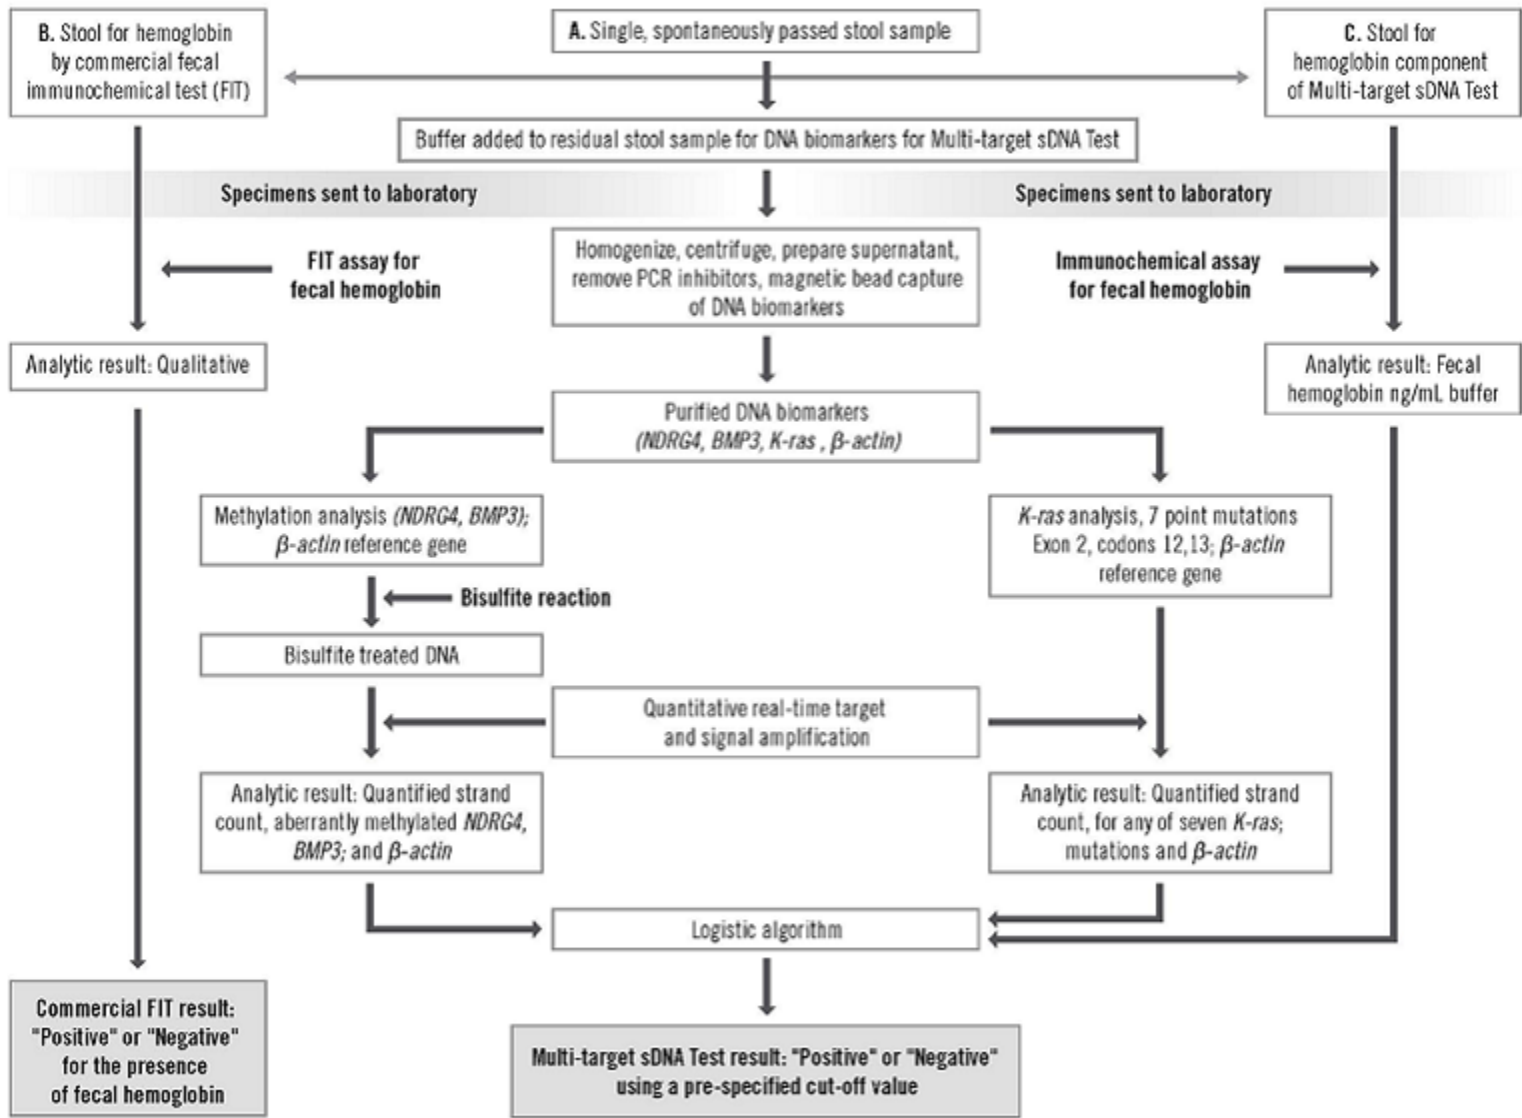 B. Stool for hemoglobin
by commercial fecal
immunochemical test (FIT)
A. Single, spontaneously passed stool sample
C. Stool for
hemoglobin component
of Multi-target sDNA Test
Buffer added to residual stool sample for DNA biomarkers for Multi-target sDNA Test
Specimens sent to laboratory
Specimens sent to laboratory
FIT assay for
fecal hemoglobin
Homogenize, centrifuge, prepare supernatant,
remove PCR inhibitors, magnetic bead capture
of DNA biomarkers
Immunochemical assay
for fecal hemoglobin
Analytic result: Qualitative
Analytic result: Fecal
hemoglobin ng/mL buffer
Purified DNA biomarkers
(NDRG4, BMP3, K-ras , β-actin)
Methylation analysis (NDRG4, BMP3);
β-actin reference gene
K-ras analysis, 7 point mutations
Exon 2, codons 12,13; β-actin
reference gene
Bisulfite reaction
Bisulfite treated DNA
Quantitative real-time target
and signal amplification
Analytic result: Quantified strand
count, aberrantly methylated NDRG4,
BMP3; and β-actin
Analytic result: Quantified strand
count, for any of seven K-ras;
mutations and β-actin
Logistic algorithm
Commercial FIT result:
"Positive" or "Negative"
for the presence
of fecal hemoglobin
Multi-target sDNA Test result: "Positive" or "Negative"
using a pre-specified cut-off value